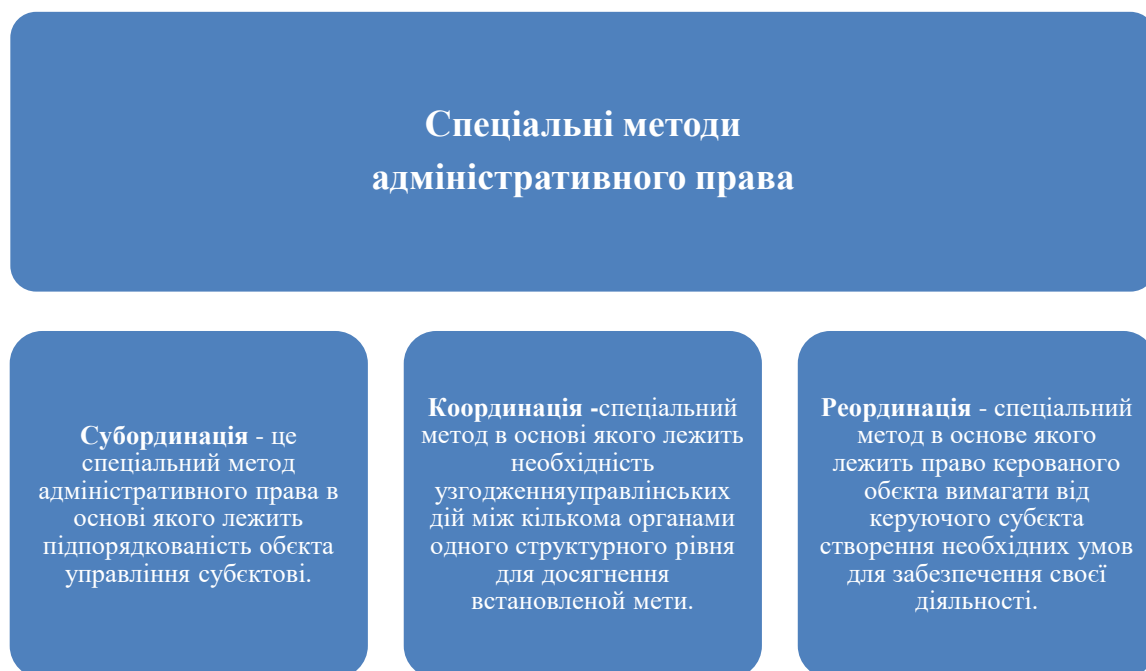 Спеціальні методи
адміністративного права
Субординація - це
спеціальний метод
адміністративного права в
основі якого лежить
підпорядкованість обєкта
управління субєктові.
Координація -спеціальний
метод в основі якого лежить
необхідність
узгодженняуправлінських
дій між кількома органами
одного структурного рівня
для досягнення
встановленої мети.
Реординація - спеціальний
метод в основе якого
лежить право керованого
обєкта вимагати від
керуючого субєкта
створення необхідних умов
для забезпечення своєї
діяльності.